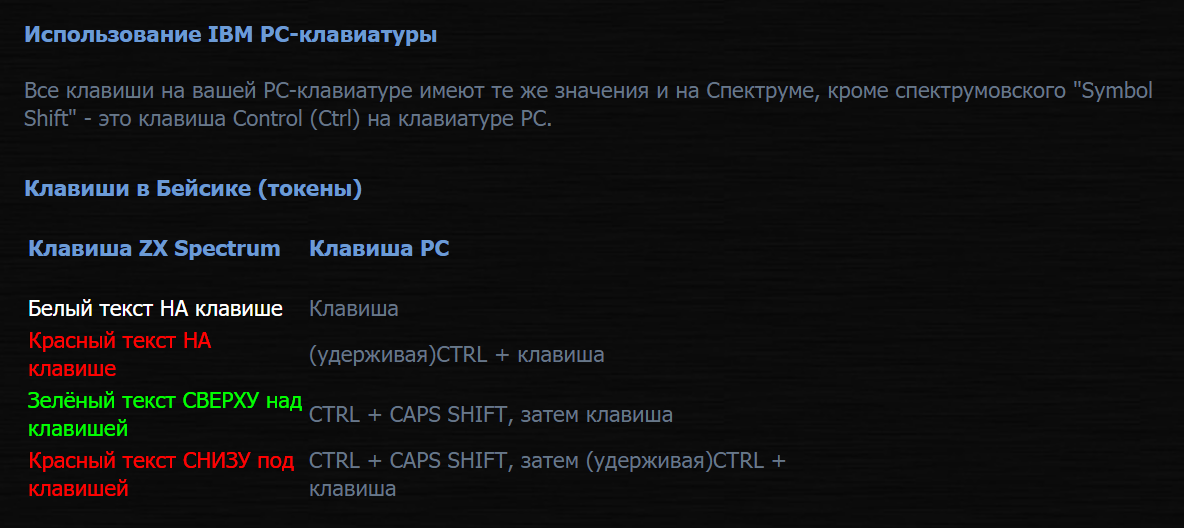 Использование IBM PC-клавиатуры
Все клавиши на вашей PC-клавиатуре имеют те же значения и на Спектруме, кроме спектрумовского "Symbol
Shift" - это клавиша Control (Ctrl) на клавиатуре PC.
Клавиши в Бейсике (токены)
Клавиша ZX Spectrum Клавиша PC
Белый текст НА клавише Клавиша
Красный текст НА
клавише
(удерживая)CTRL + клавиша
Зелёный текст СВЕРХУ над
клавишей
CTRL + CAPS SHIFT, затем клавиша
Красный текст СНИЗУ под
клавишей
CTRL + CAPS SHIFT, затем (удерживая)CTRL +
клавиша